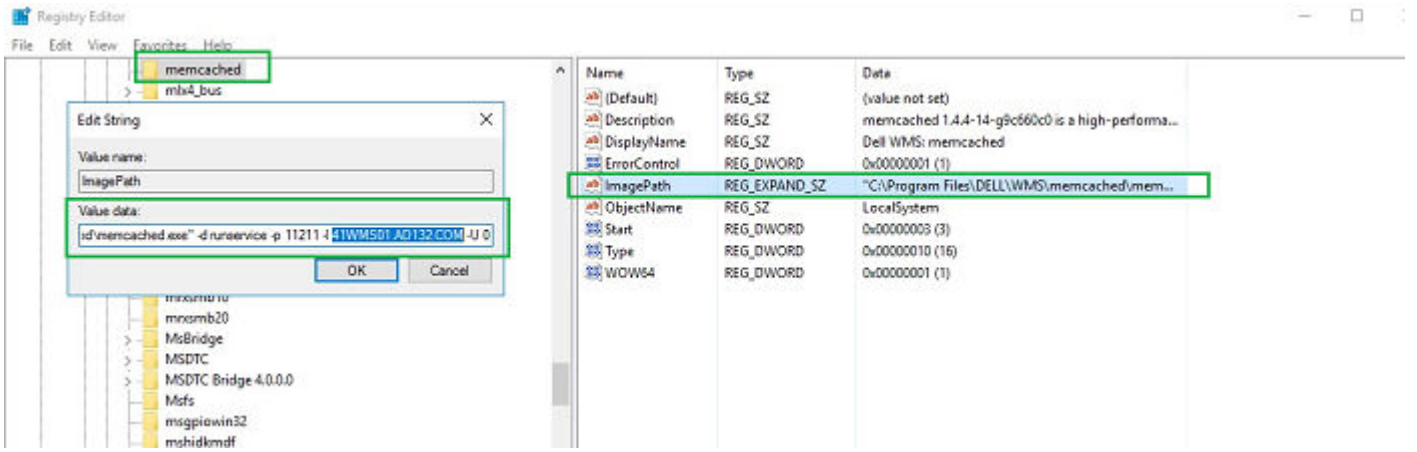 Registry Editor
File Edit View Favorites Help
memcached
mlx4_bus
Edit String
Value name:
ImagePath
Value data:
:d\memcached.exe" -d runservice -p 11211 -l 41WMS01.AD132.COM -U 0
OK Cancel
mrxsmb10
mrxsmb20
MsBridge
MSDTC
MSDTC Bridge 4.0.0.0
Msfs
msgpiowin32
mshidkmdf
Name Type Data
(Default) REG_SZ (value not set)
Description REG_SZ memcached 1.4.4-14-g9c660c0 is a high-performa...
DisplayName REG_SZ Dell WMS: memcached
ErrorControl REG_DWORD 0x00000001 (1)
ImagePath REG_EXPAND_SZ "C:\Program Files\DELL\WMS\memcached\mem...
ObjectName REG_SZ LocalSystem
Start REG_DWORD 0x00000003 (3)
Type REG_DWORD 0x00000010 (16)
WOW64 REG_DWORD 0x00000001 (1)